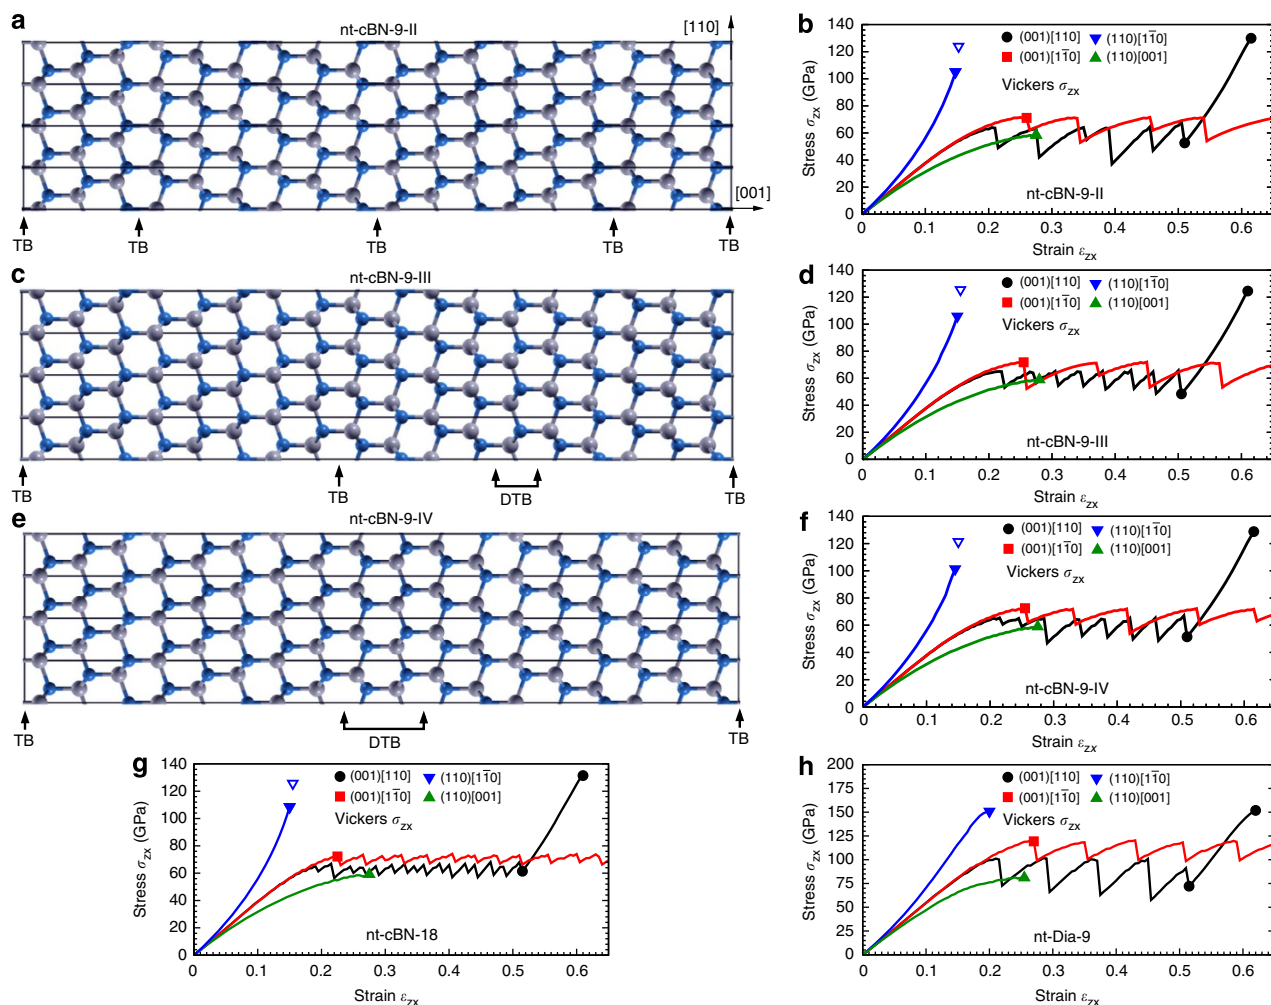 a
nt-cBN-9-II
[110]
[001]
TB TB TB TB TB
b
140
120
100
80
60
40
20
0
Stress σzx (GPa)
(001)[110] (110)[11̄0]
(001)[11̄0] (110)[001]
Vickers σzx
nt-cBN-9-II
0 0.1 0.2 0.3 0.4 0.5 0.6
Strain εzx
c
nt-cBN-9-III
TB TB DTB TB
d
140
120
100
80
60
40
20
0
Stress σzx (GPa)
(001)[110] (110)[11̄0]
(001)[11̄0] (110)[001]
Vickers σzx
nt-cBN-9-III
0 0.1 0.2 0.3 0.4 0.5 0.6
Strain εzx
e
nt-cBN-9-IV
TB DTB TB
f
140
120
100
80
60
40
20
0
Stress σzx (GPa)
(001)[110] (110)[11̄0]
(001)[11̄0] (110)[001]
Vickers σzx
nt-cBN-9-IV
0 0.1 0.2 0.3 0.4 0.5 0.6
Strain εzx
g
140
120
100
80
60
40
20
0
Stress σzx (GPa)
(001)[110] (110)[11̄0]
(001)[11̄0] (110)[001]
Vickers σzx
nt-cBN-18
0 0.1 0.2 0.3 0.4 0.5 0.6
Strain εzx
h
200
175
150
125
100
75
50
25
0
Stress σzx (GPa)
(001)[110] (110)[11̄0]
(001)[11̄0] (110)[001]
Vickers σzx
nt-Dia-9
0 0.1 0.2 0.3 0.4 0.5 0.6
Strain εzx